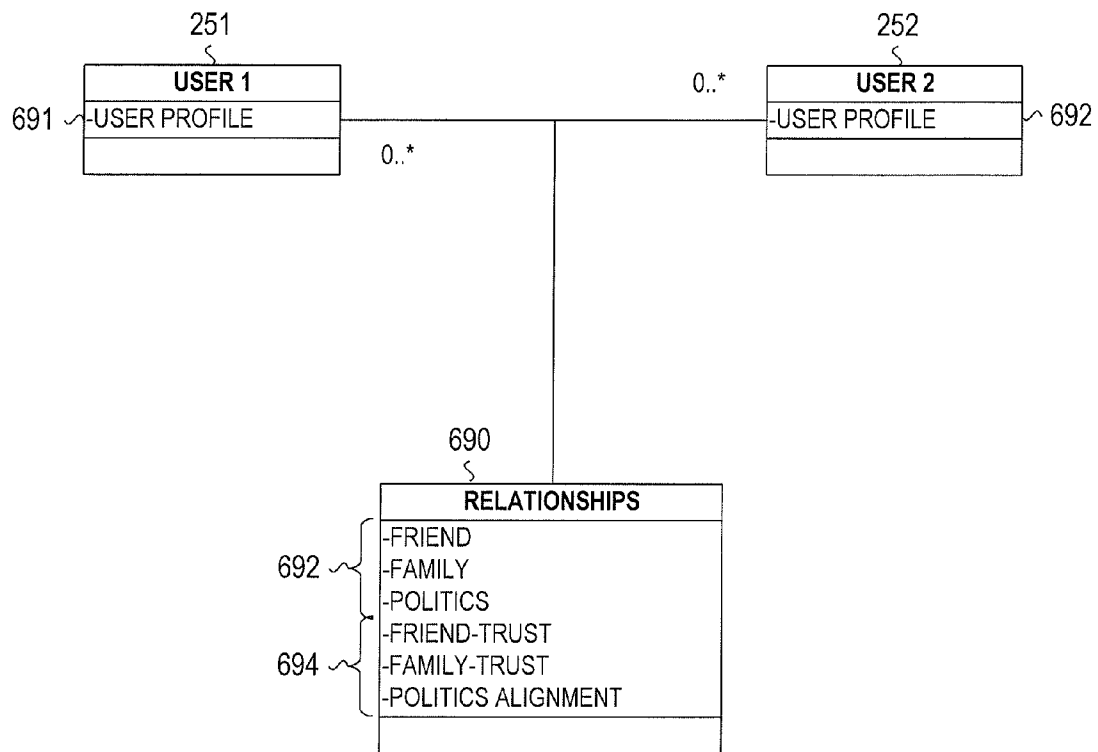 251
252
USER 1
0..*
USER 2
691
-USER PROFILE
-USER PROFILE
692
0..*
690
RELATIONSHIPS
-FRIEND
692
-FAMILY
-POLITICS
-FRIEND-TRUST
694
-FAMILY-TRUST
-POLITICS ALIGNMENT